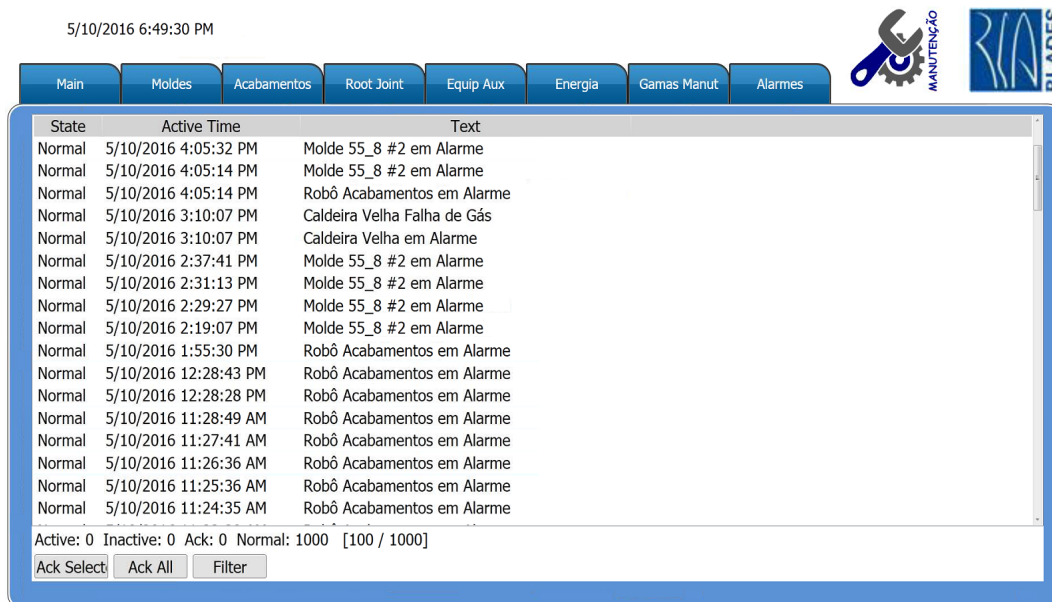 5/10/2016 6:49:30 PM
MANUTENÇÃO
RIA BLADES
Main Moldes Acabamentos Root Joint Equip Aux Energia Gamas Manut Alarmes
State Active Time Text
Normal 5/10/2016 4:05:32 PM Molde 55_8 #2 em Alarme
Normal 5/10/2016 4:05:14 PM Molde 55_8 #2 em Alarme
Normal 5/10/2016 4:05:14 PM Robô Acabamentos em Alarme
Normal 5/10/2016 3:10:07 PM Caldeira Velha Falha de Gás
Normal 5/10/2016 3:10:07 PM Caldeira Velha em Alarme
Normal 5/10/2016 2:37:41 PM Molde 55_8 #2 em Alarme
Normal 5/10/2016 2:31:13 PM Molde 55_8 #2 em Alarme
Normal 5/10/2016 2:29:27 PM Molde 55_8 #2 em Alarme
Normal 5/10/2016 2:19:07 PM Molde 55_8 #2 em Alarme
Normal 5/10/2016 1:55:30 PM Robô Acabamentos em Alarme
Normal 5/10/2016 12:28:43 PM Robô Acabamentos em Alarme
Normal 5/10/2016 12:28:28 PM Robô Acabamentos em Alarme
Normal 5/10/2016 11:28:49 AM Robô Acabamentos em Alarme
Normal 5/10/2016 11:27:41 AM Robô Acabamentos em Alarme
Normal 5/10/2016 11:26:36 AM Robô Acabamentos em Alarme
Normal 5/10/2016 11:25:36 AM Robô Acabamentos em Alarme
Normal 5/10/2016 11:24:35 AM Robô Acabamentos em Alarme
Active: 0 Inactive: 0 Ack: 0 Normal: 1000 [100 / 1000]
Ack Select Ack All Filter